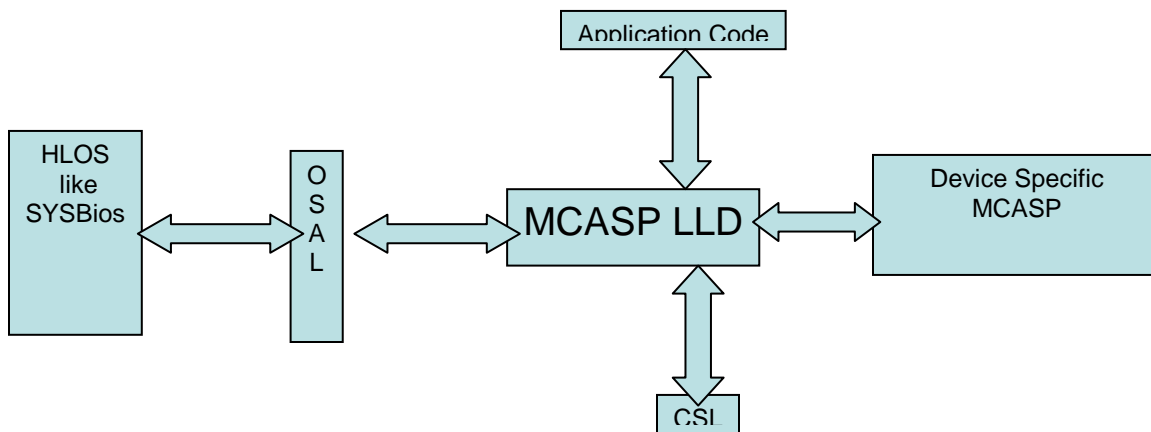 Application Code
HLOS
like
SYSBios
O
S
A
L
MCASP LLD
Device Specific
MCASP
CSL